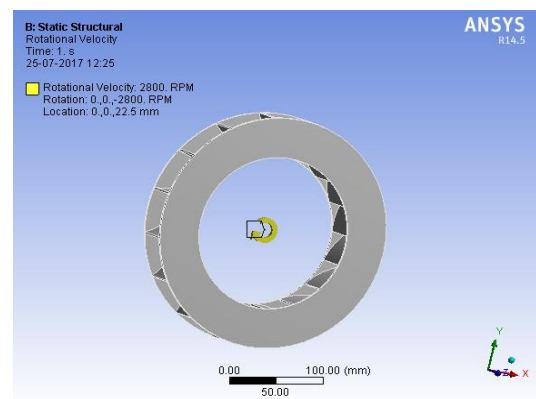 B: Static Structural
Rotational Velocity
Time: 1. s
25-07-2017 12:25
Rotational Velocity: 2800. RPM
Rotation: 0.,0.,-2800. RPM
Location: 0.,0.,22.5 mm
ANSYS
R14.5
0.00 100.00 (mm)
50.00
Y
Z X